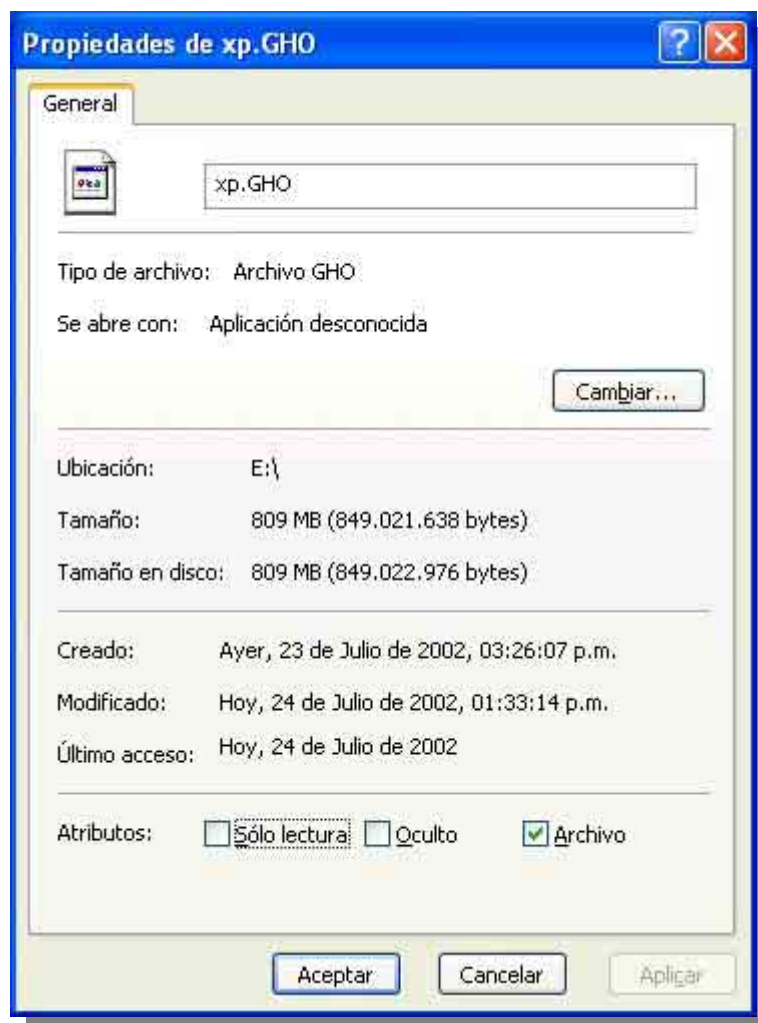 Propiedades de xp.GHO
General
xp.GHO
Tipo de archivo: Archivo GHO
Se abre con: Aplicación desconocida
Cambiar...
Ubicación: E:\
Tamaño: 809 MB (849.021.638 bytes)
Tamaño en disco: 809 MB (849.022.976 bytes)
Creado: Ayer, 23 de Julio de 2002, 03:26:07 p.m.
Modificado: Hoy, 24 de Julio de 2002, 01:33:14 p.m.
Último acceso: Hoy, 24 de Julio de 2002
Atributos: Sólo lectura Oculto Archivo
Aceptar Cancelar Aplicar